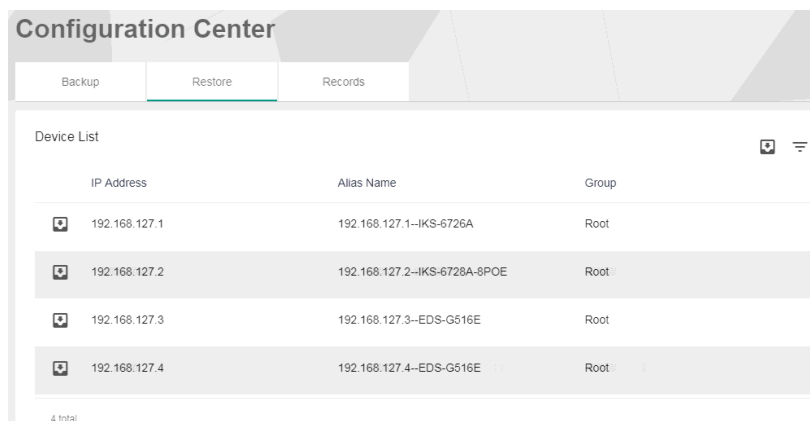 Configuration Center
Backup Restore Records
Device List
IP Address Alias Name Group
192.168.127.1 192.168.127.1--IKS-6726A Root
192.168.127.2 192.168.127.2--IKS-6728A-8POE Root
192.168.127.3 192.168.127.3--EDS-G516E Root
192.168.127.4 192.168.127.4--EDS-G516E Root
4 total